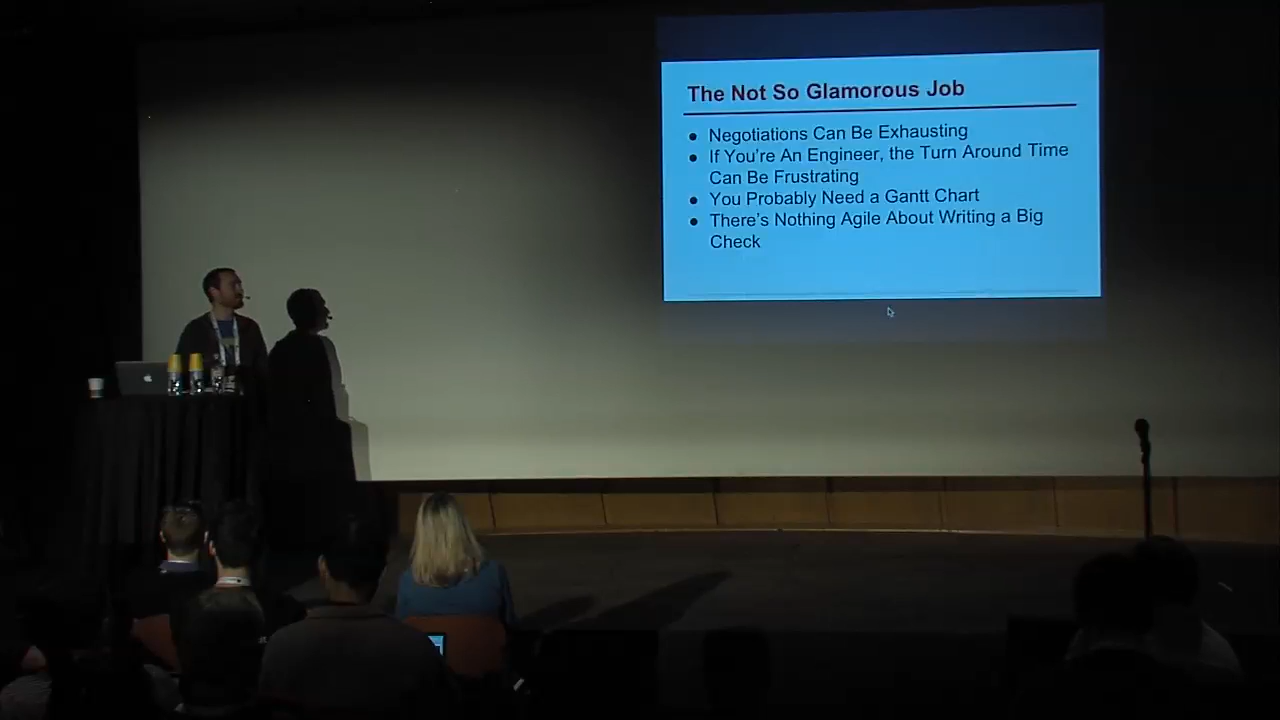 The Not So Glamorous Job
● Negotiations Can Be Exhausting
● If You're An Engineer, the Turn Around Time
Can Be Frustrating
● You Probably Need a Gantt Chart
● There's Nothing Agile About Writing a Big
Check